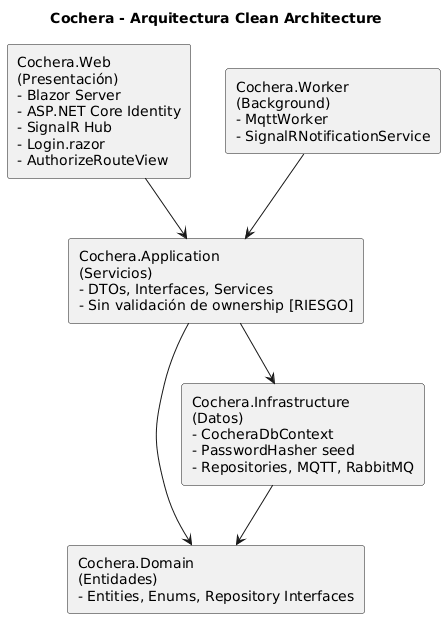 Cochera - Arquitectura Clean Architecture
Cochera.Web
(Presentación)
- Blazor Server
- ASP.NET Core Identity
- SignalR Hub
- Login.razor
- AuthorizeRouteView
Cochera.Worker
(Background)
- MqttWorker
- SignalRNotificationService
Cochera.Application
(Servicios)
- DTOs, Interfaces, Services
- Sin validación de ownership [RIESGO]
Cochera.Infrastructure
(Datos)
- CocheraDbContext
- PasswordHasher seed
- Repositories, MQTT, RabbitMQ
Cochera.Domain
(Entidades)
- Entities, Enums, Repository Interfaces